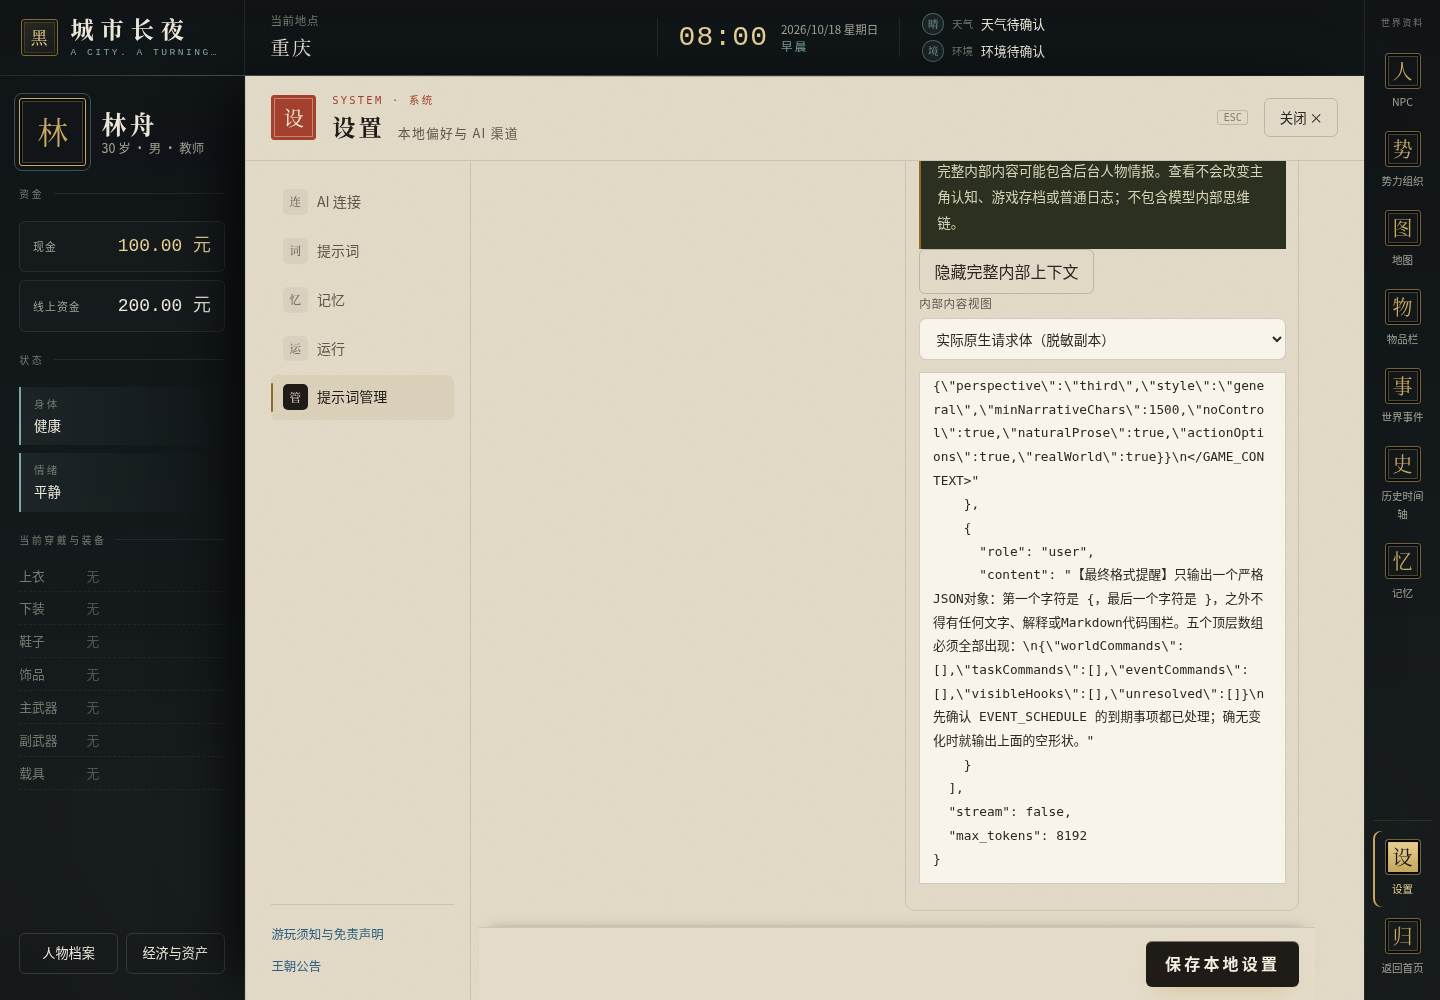 黑
城市长夜
A CITY. A TURNING…
当前地点
重庆
08:00
2026/10/18 星期日
早晨
晴 天气 天气待确认
境 环境 环境待确认
世界资料
林
林舟
30 岁 • 男 • 教师
资金
现金 100.00 元
线上资金 200.00 元
状态
身体
健康
情绪
平静
当前穿戴与装备
上衣 无
下装 无
鞋子 无
饰品 无
主武器 无
副武器 无
载具 无
人物档案 经济与资产
设
SYSTEM · 系统
设置 本地偏好与 AI 渠道
ESC
关闭 ×
连 AI 连接
词 提示词
忆 记忆
运 运行
管 提示词管理
游玩须知与免责声明
王朝公告
完整内部内容可能包含后台人物情报。查看不会改变主
角认知、游戏存档或普通日志；不包含模型内部思维
链。
隐藏完整内部上下文
内部内容视图
实际原生请求体（脱敏副本）
{\"perspective\":\"third\",\"style\":\"gene
ral\",\"minNarrativeChars\":1500,\"noContro
l\":true,\"naturalProse\":true,\"actionOpti
ons\":true,\"realWorld\":true}}\n</GAME_CON
TEXT>"
},
{
"role": "user",
"content": "【最终格式提醒】只输出一个严格
JSON对象：第一个字符是 {，最后一个字符是 }，之外不
得有任何文字、解释或Markdown代码围栏。五个顶层数组
必须全部出现：\n{\"worldCommands\":
[],\"taskCommands\":[],\"eventCommands\":
[],\"visibleHooks\":[],\"unresolved\":[]}\n
先确认 EVENT_SCHEDULE 的到期事项都已处理；确无变
化时就输出上面的空形状。"
}
],
"stream": false,
"max_tokens": 8192
}
保存本地设置
人
NPC
势
势力组织
图
地图
物
物品栏
事
世界事件
史
历史时间
轴
忆
记忆
设
设置
归
返回首页